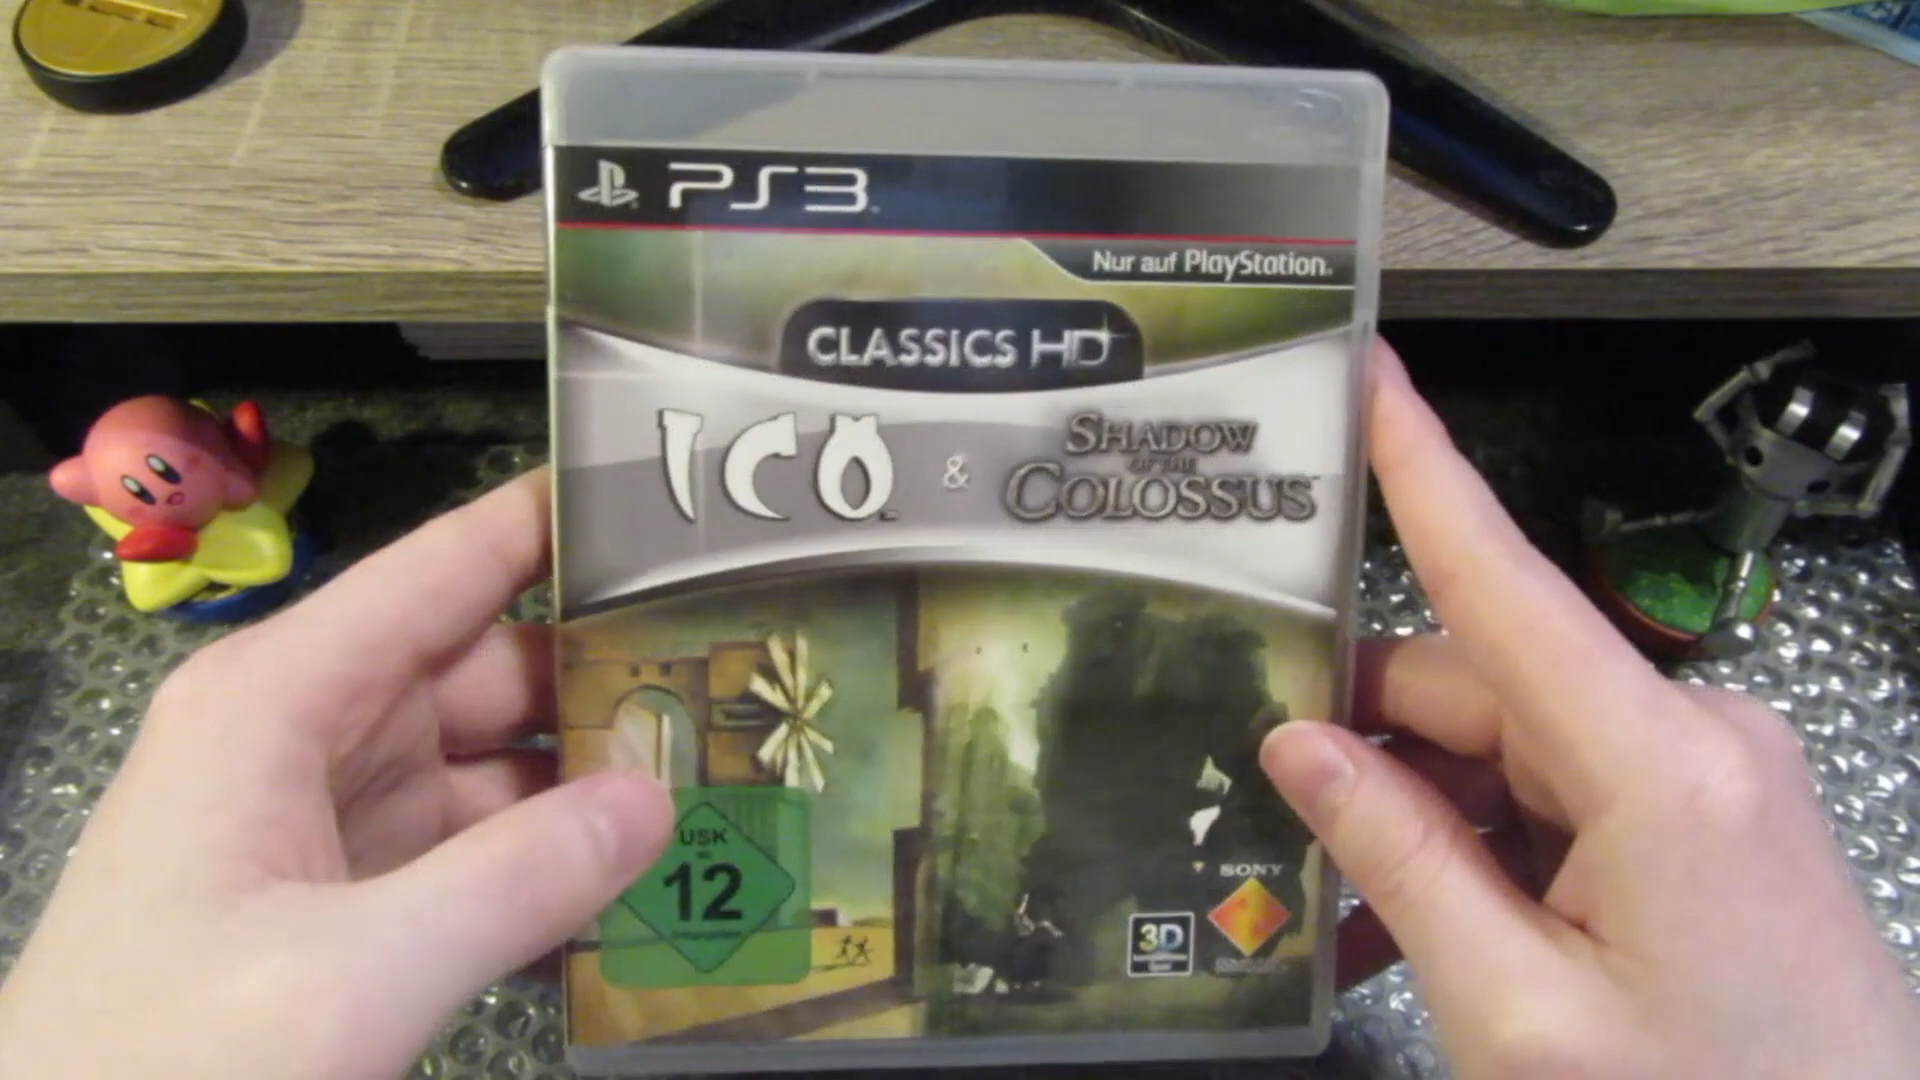 PS3
Nur auf PlayStation
CLASSICS HD
ICO & SHADOW OF THE COLOSSUS
USK
12
SONY
3D